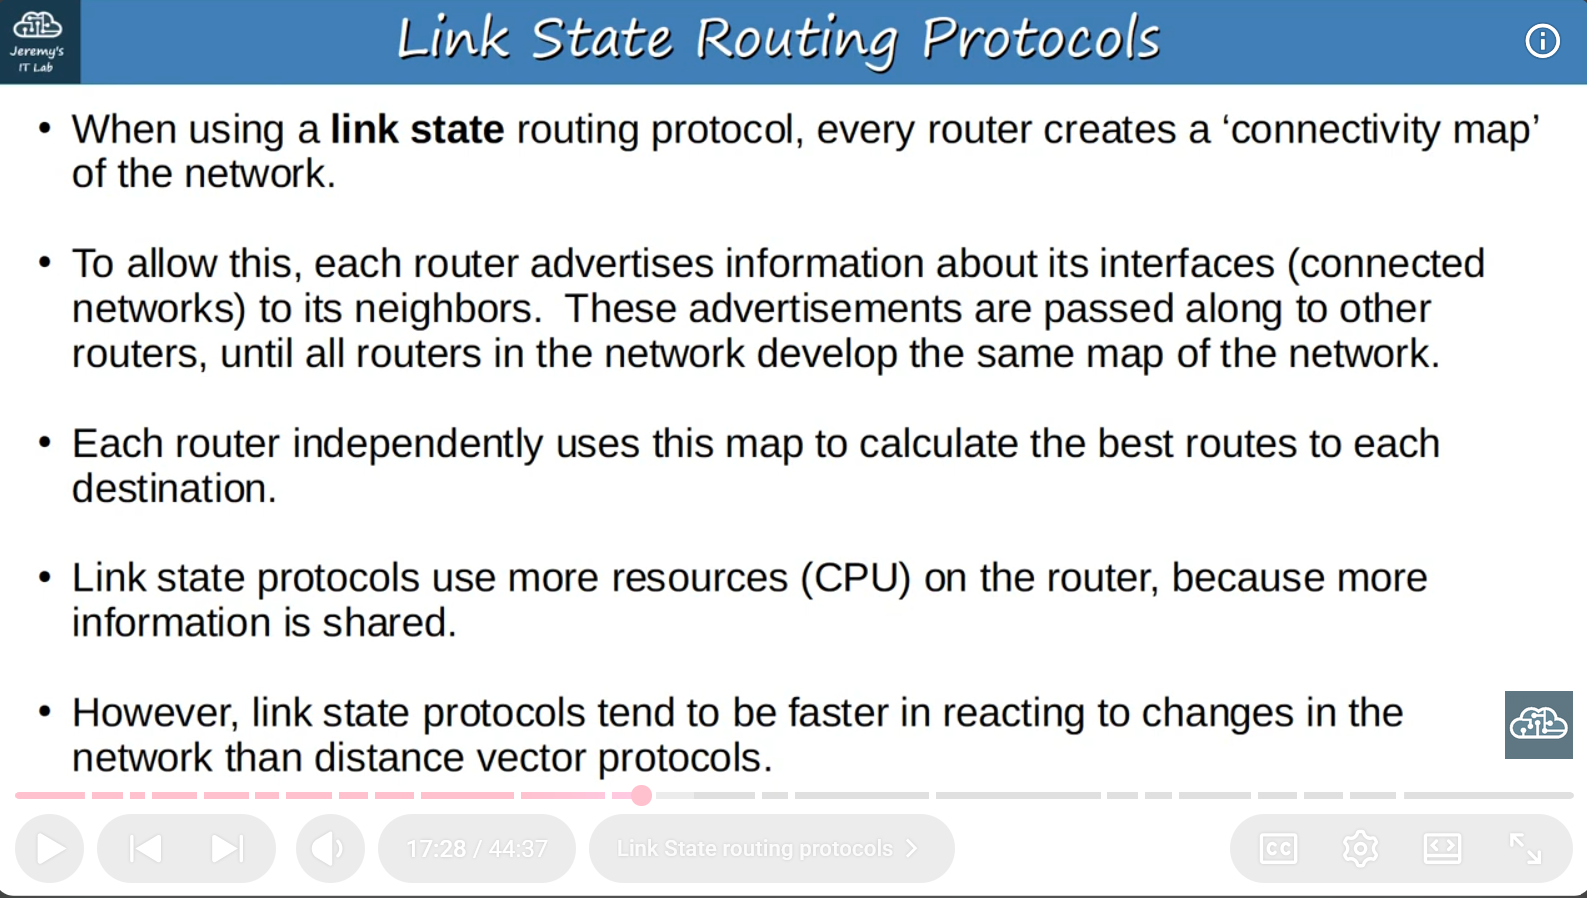 Jeremy's
IT Lab
Link State Routing Protocols
• When using a link state routing protocol, every router creates a ‘connectivity map’
of the network.
• To allow this, each router advertises information about its interfaces (connected
networks) to its neighbors.  These advertisements are passed along to other
routers, until all routers in the network develop the same map of the network.
• Each router independently uses this map to calculate the best routes to each
destination.
• Link state protocols use more resources (CPU) on the router, because more
information is shared.
• However, link state protocols tend to be faster in reacting to changes in the
network than distance vector protocols.
17:28 / 44:37
Link State routing protocols
CC